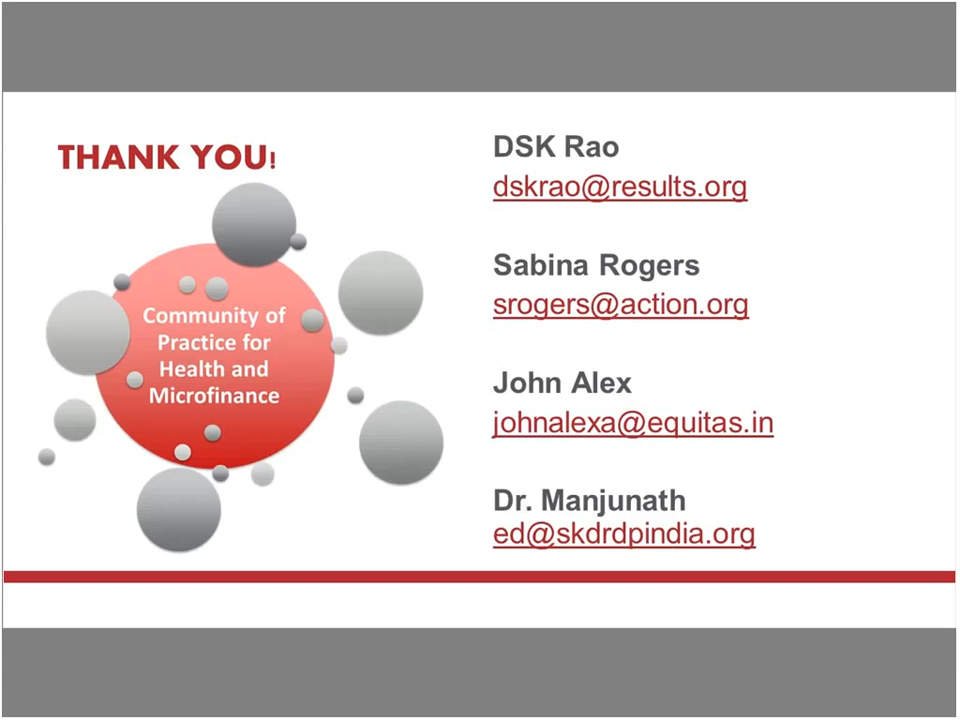 THANK YOU!
Community of
Practice for
Health and
Microfinance
DSK Rao
dskrao@results.org
Sabina Rogers
srogers@action.org
John Alex
johnalexa@equitas.in
Dr. Manjunath
ed@skdrdpindia.org